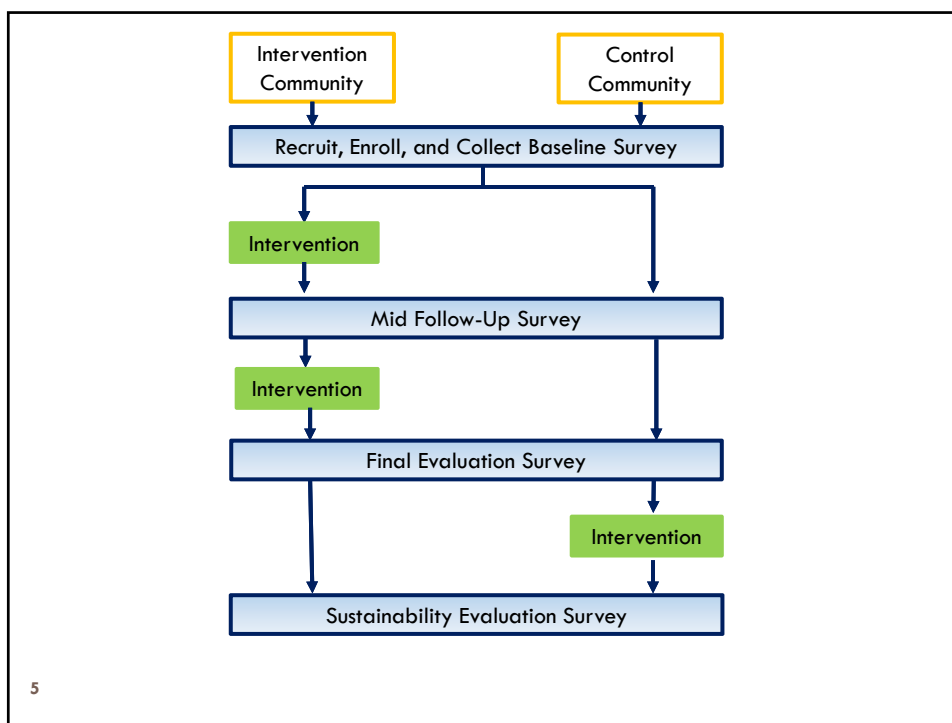 Intervention
Community
Control
Community
Recruit, Enroll, and Collect Baseline Survey
Intervention
Mid Follow-Up Survey
Intervention
Final Evaluation Survey
Intervention
Sustainability Evaluation Survey
5